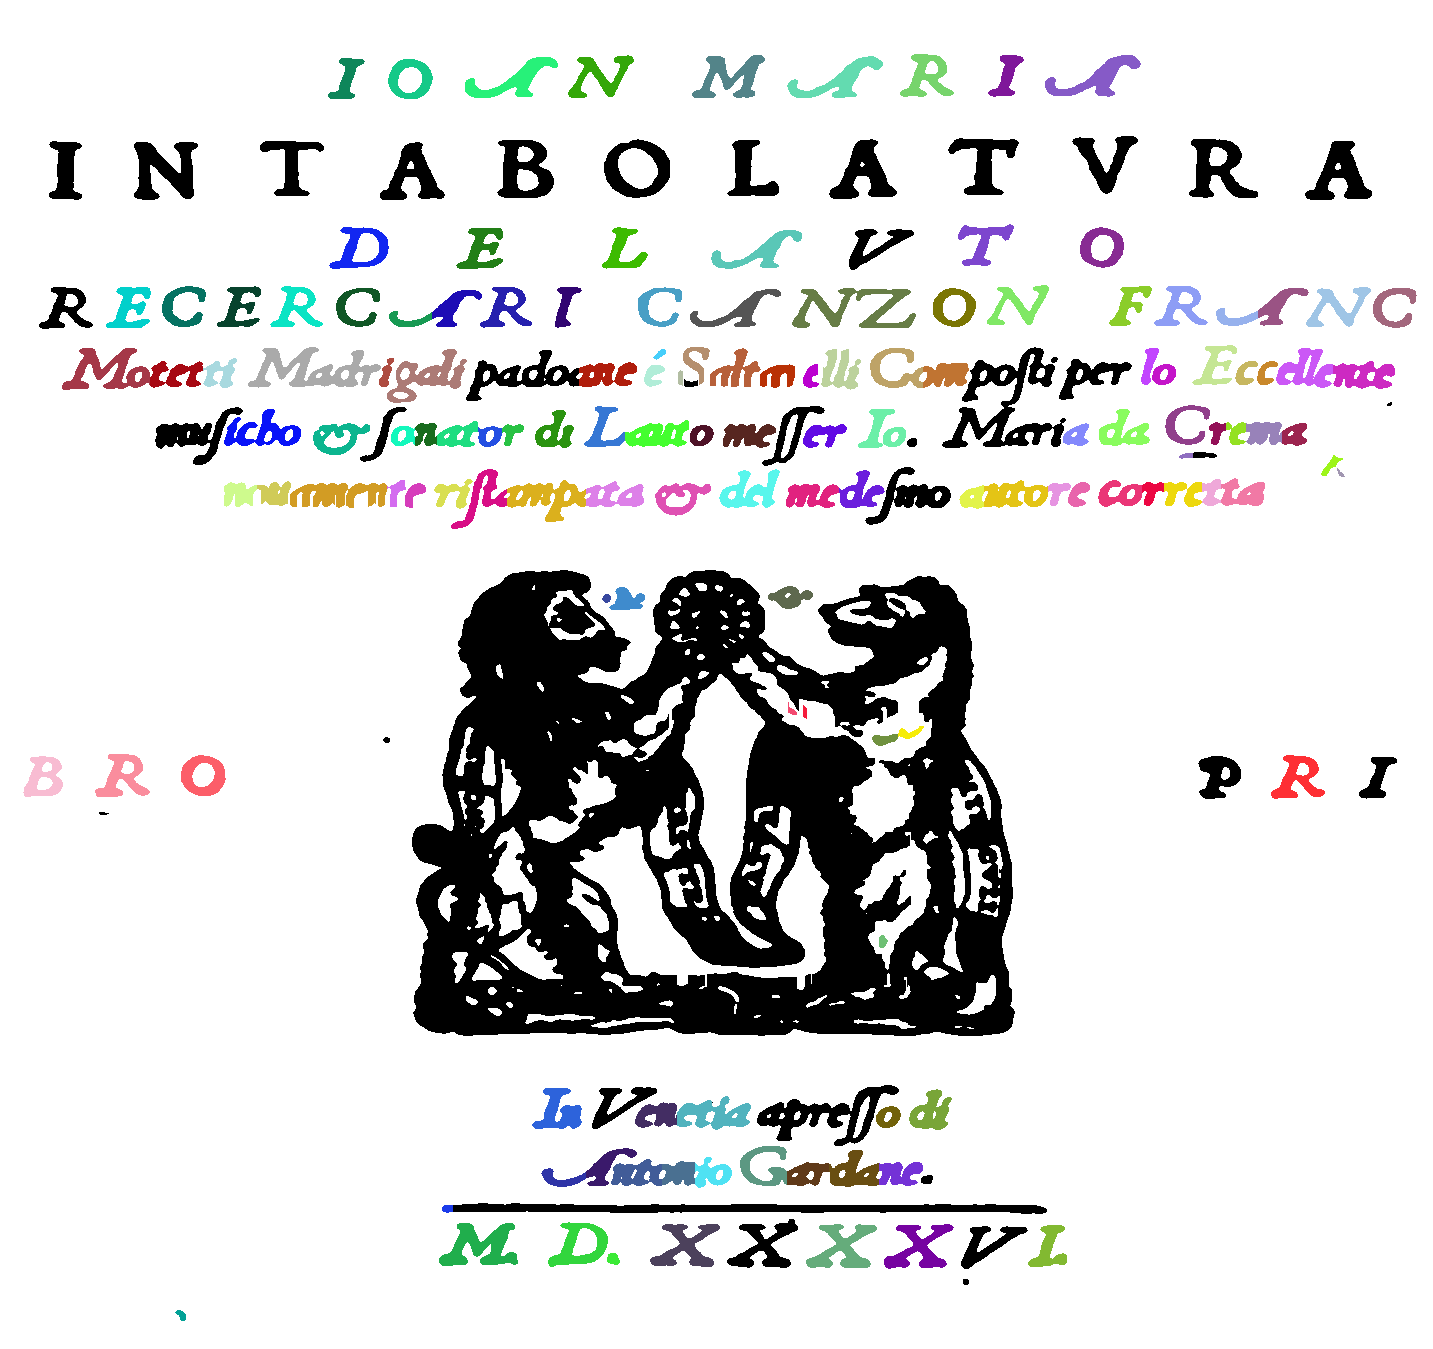 IOAN MARIA
INTABOLATVRA
DE LAVTO
RECERCARI CANZON FRANC
Motetti Madrigali padoane é Saltarelli Composti per lo Eccellente
musicho & sonator di Lauto messer Io. Maria da Crema
nouamente ristampata & del medesmo autore corretta
BRO PRI
In Venetia apresso di
Antonio Gardane.
M. D. XXXXVI.